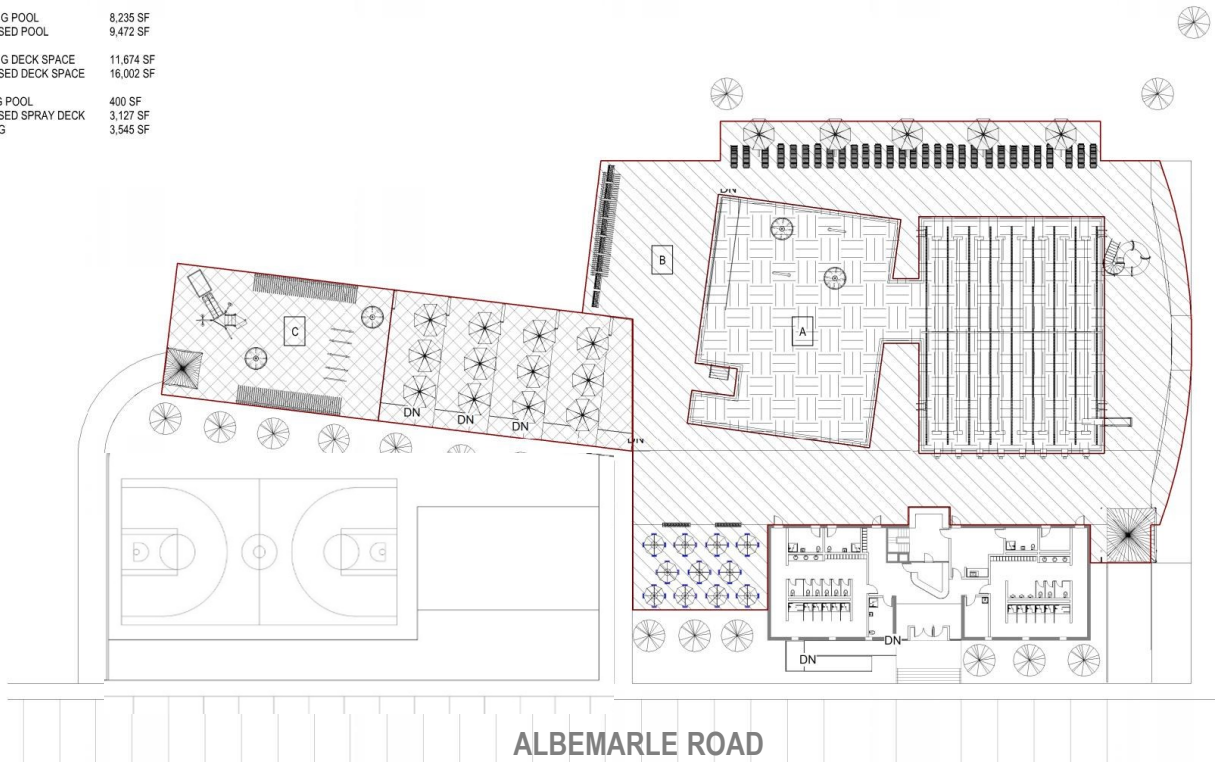 G POOL 8,235 SF
SED POOL 9,472 SF
G DECK SPACE 11,674 SF
SED DECK SPACE 16,002 SF
G POOL 400 SF
SED SPRAY DECK 3,127 SF
G 3,545 SF
DN
B
A
C
DN
DN
DN
DN
DN
DN
ALBEMARLE ROAD